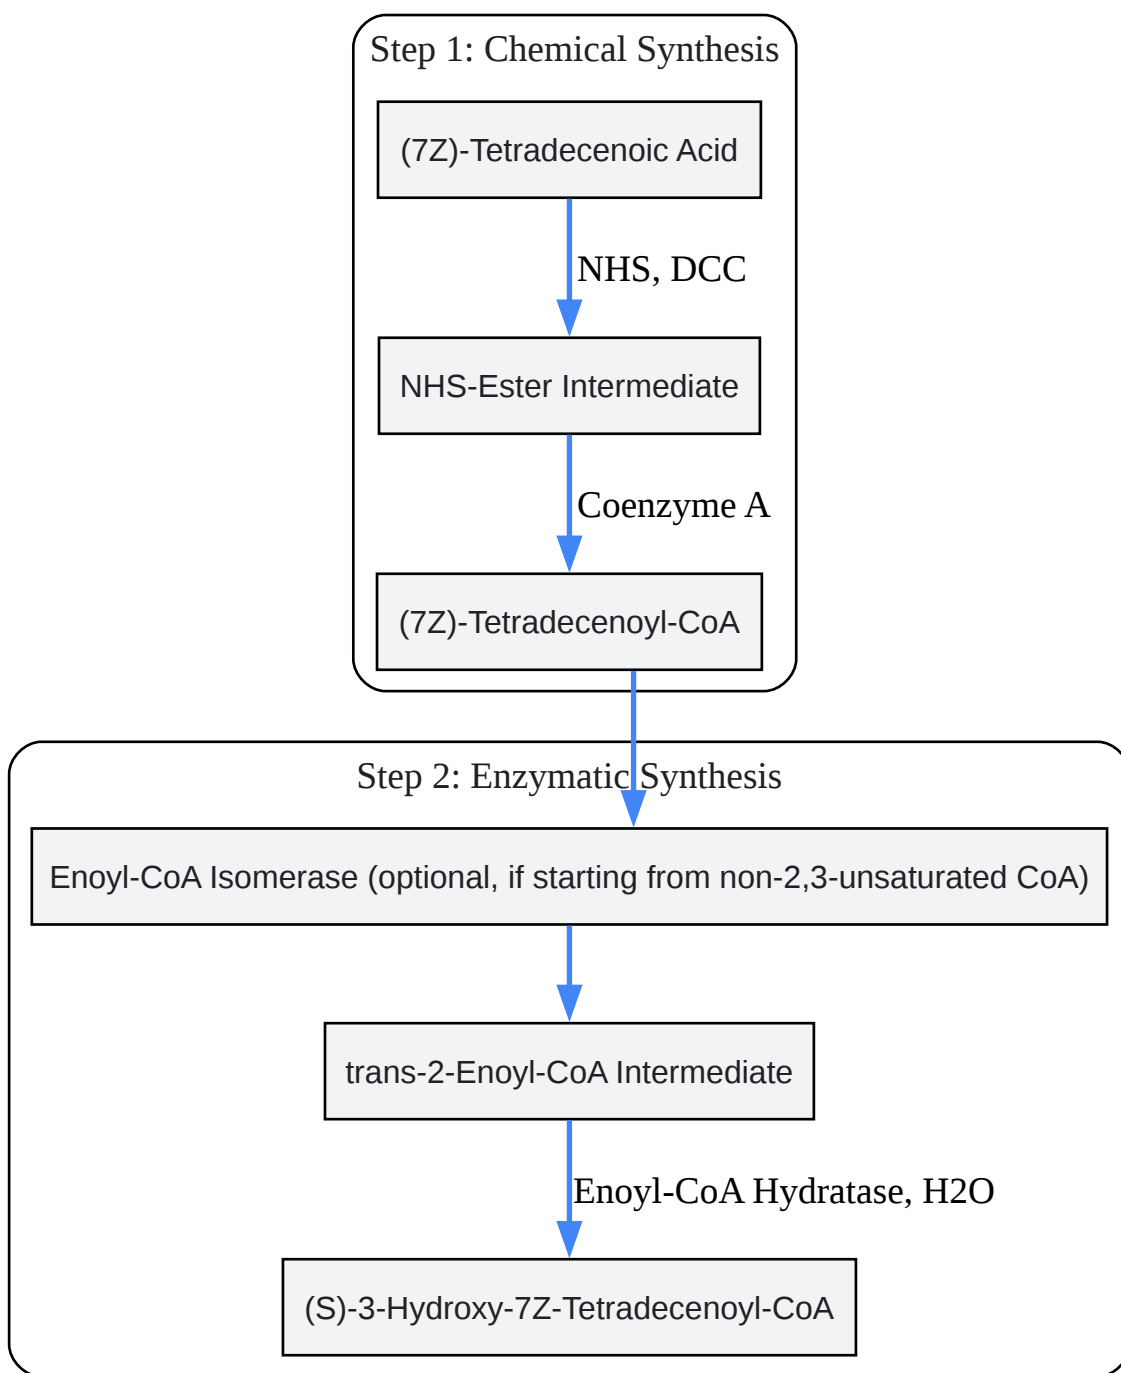 Step 1: Chemical Synthesis
(7Z)-Tetradecenoic Acid
NHS, DCC
NHS-Ester Intermediate
Coenzyme A
(7Z)-Tetradecenoyl-CoA
Step 2: Enzymatic Synthesis
Enoyl-CoA Isomerase (optional, if starting from non-2,3-unsaturated CoA)
trans-2-Enoyl-CoA Intermediate
Enoyl-CoA Hydratase, H2O
(S)-3-Hydroxy-7Z-Tetradecenoyl-CoA